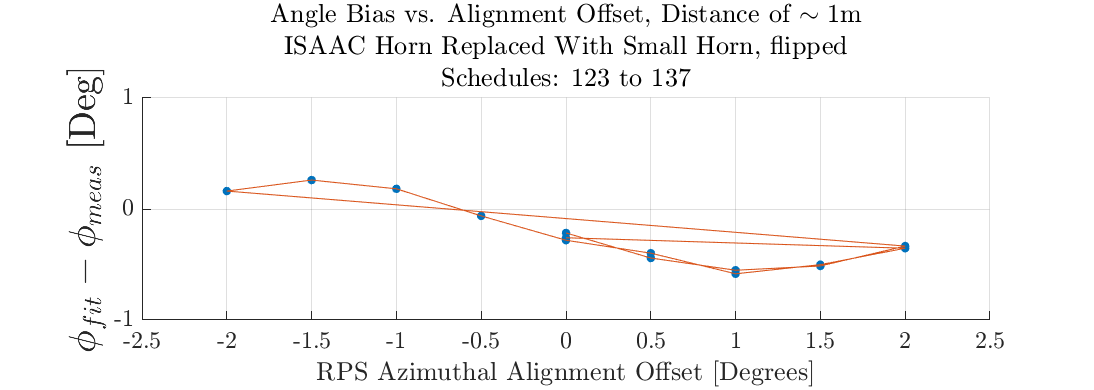 Angle Bias vs. Alignment Offset, Distance of ∼ 1m
ISAAC Horn Replaced With Small Horn, flipped
Schedules: 123 to 137
ϕ_fit − ϕ_meas [Deg]
1
0
-1
-2.5 -2 -1.5 -1 -0.5 0 0.5 1 1.5 2 2.5
RPS Azimuthal Alignment Offset [Degrees]